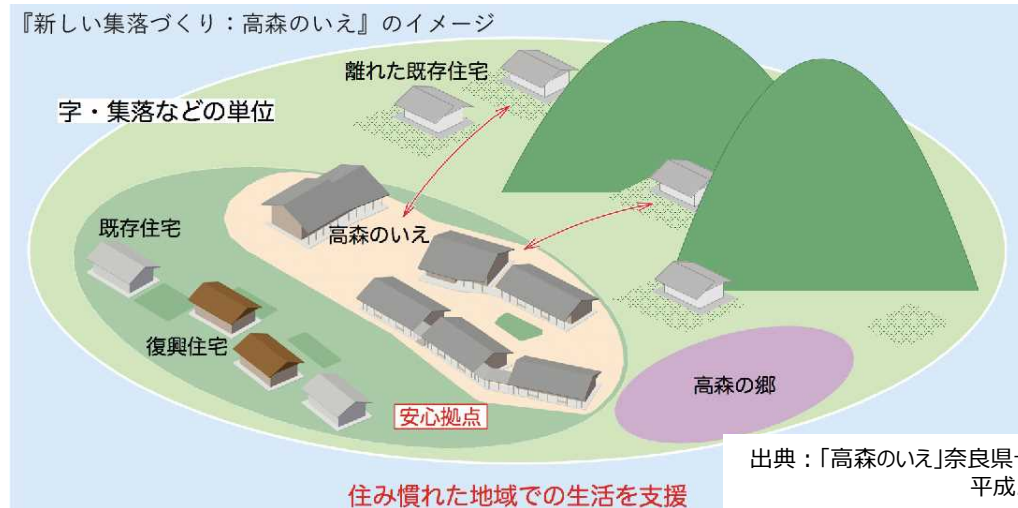 『新しい集落づくり：高森のいえ』のイメージ
離れた既存住宅
字・集落などの単位
高森のいえ
既存住宅
復興住宅
高森の郷
安心拠点
出典：「高森のいえ」奈良県
平成
住み慣れた地域での生活を支援